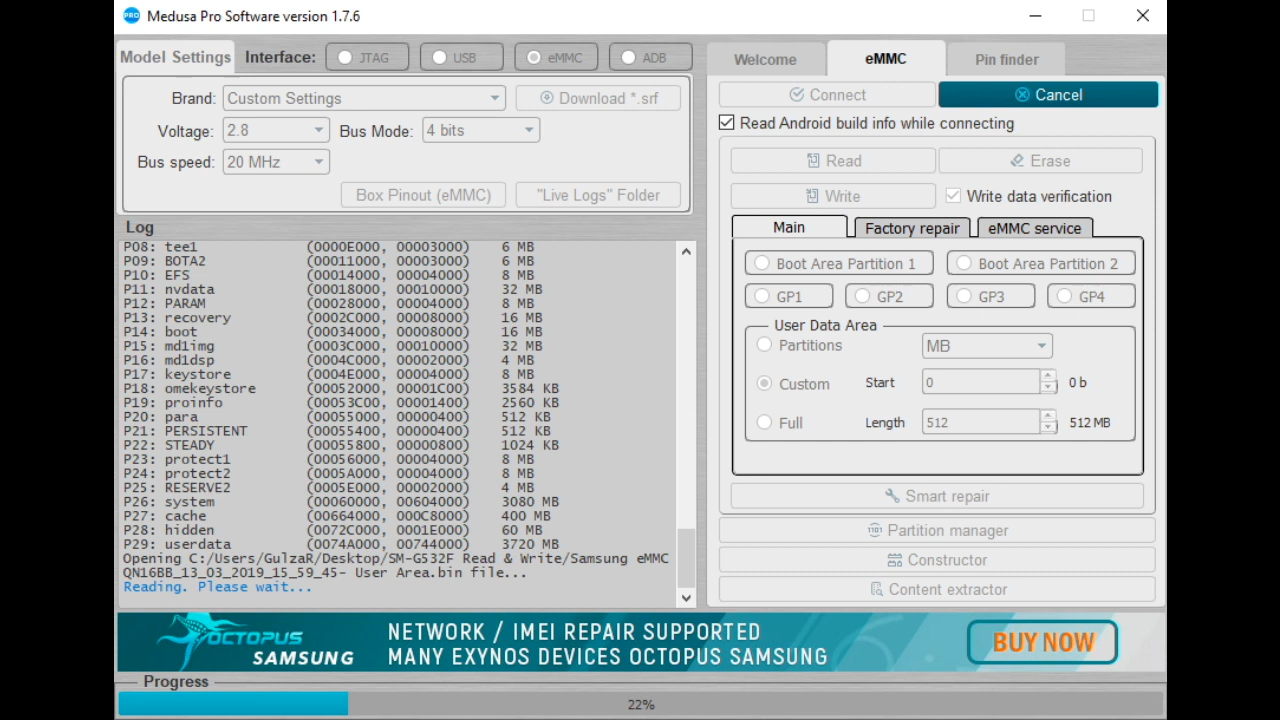 PRO Medusa Pro Software version 1.7.6
Model Settings Interface: JTAG USB eMMC ADB
Brand: Custom Settings Download *.srf
Voltage: 2.8 Bus Mode: 4 bits
Bus speed: 20 MHz
Box Pinout (eMMC) "Live Logs" Folder
Log
P08: tee1 (0000E000, 00003000) 6 MB
P09: BOTA2 (00011000, 00003000) 6 MB
P10: EFS (00014000, 00004000) 8 MB
P11: nvdata (00018000, 00010000) 32 MB
P12: PARAM (00028000, 00004000) 8 MB
P13: recovery (0002C000, 00008000) 16 MB
P14: boot (00034000, 00008000) 16 MB
P15: md1img (0003C000, 00010000) 32 MB
P16: md1dsp (0004C000, 00002000) 4 MB
P17: keystore (0004E000, 00004000) 8 MB
P18: omekeystore (00052000, 00001C00) 3584 KB
P19: proinfo (00053C00, 00001400) 2560 KB
P20: para (00055000, 00000400) 512 KB
P21: PERSISTENT (00055400, 00000400) 512 KB
P22: STEADY (00055800, 00000800) 1024 KB
P23: protect1 (00056000, 00004000) 8 MB
P24: protect2 (0005A000, 00004000) 8 MB
P25: RESERVE2 (0005E000, 00002000) 4 MB
P26: system (00060000, 00604000) 3080 MB
P27: cache (00664000, 000C8000) 400 MB
P28: hidden (0072C000, 0001E000) 60 MB
P29: userdata (0074A000, 00744000) 3720 MB
Opening C:/Users/GulzaR/Desktop/SM-G532F Read & Write/Samsung eMMC
QN16BB_13_03_2019_15_59_45- User Area.bin file...
Reading. Please wait...
Welcome eMMC Pin finder
Connect Cancel
Read Android build info while connecting
Read Erase
Write Write data verification
Main Factory repair eMMC service
Boot Area Partition 1 Boot Area Partition 2
GP1 GP2 GP3 GP4
User Data Area
Partitions MB
Custom Start 0 0 b
Full Length 512 512 MB
Smart repair
Partition manager
Constructor
Content extractor
OCTOPUS
SAMSUNG
NETWORK / IMEI REPAIR SUPPORTED
MANY EXYNOS DEVICES OCTOPUS SAMSUNG
BUY NOW
Progress
22%